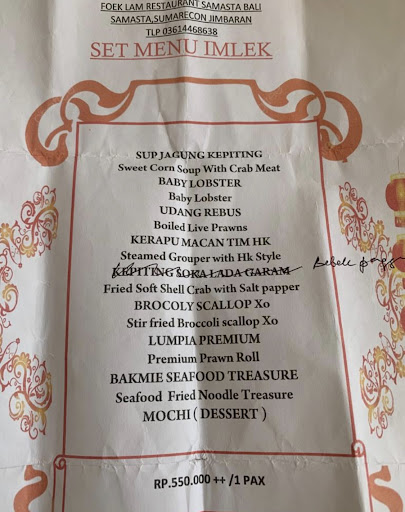 FOEK LAM RESTAURANT SAMASTA BALI
SAMASTA,SUMARECON JIMBARAN
TLP 03614468638
SET MENU IMLEK
SUP JAGUNG KEPITING
Sweet Corn Soup With Crab Meat
BABY LOBSTER
Baby Lobster
UDANG REBUS
Boiled Live Prawns
KERAPU MACAN TIM HK
Steamed Grouper with Hk Style
KEPITING SOKA LADA GARAM
Fried Soft Shell Crab with Salt papper
BROCOLY SCALLOP Xo
Stir fried Broccoli scallop Xo
LUMPIA PREMIUM
Premium Prawn Roll
BAKMIE SEAFOOD TREASURE
Seafood Fried Noodle Treasure
MOCHI ( DESSERT )
RP.550.000 ++ /1 PAX